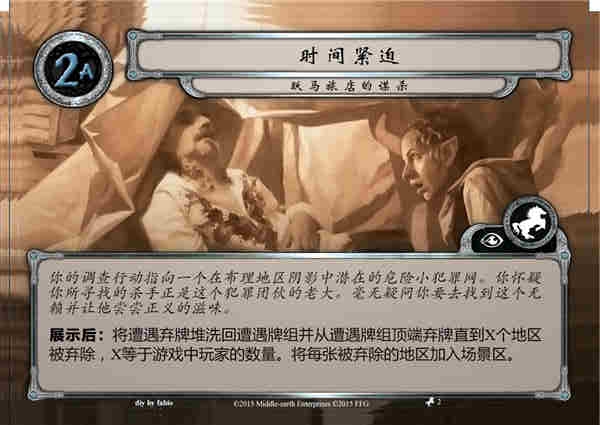 2A
时间紧迫
跃马旅店的谋杀
你的调查行动指向一个在布理地区阴影中潜在的危险小犯罪网。你怀疑
你所寻找的杀手正是这个犯罪团伙的老大。毫无疑问你要去找到这个无
赖并让他尝尝正义的滋味。
展示后：将遭遇弃牌堆洗回遭遇牌组并从遭遇牌组顶端弃牌直到X个地区
被弃除，X等于游戏中玩家的数量。将每张被弃除的地区加入场景区。
diy by fabio
©2015 Middle-earth Enterprises ©2015 FFG
2